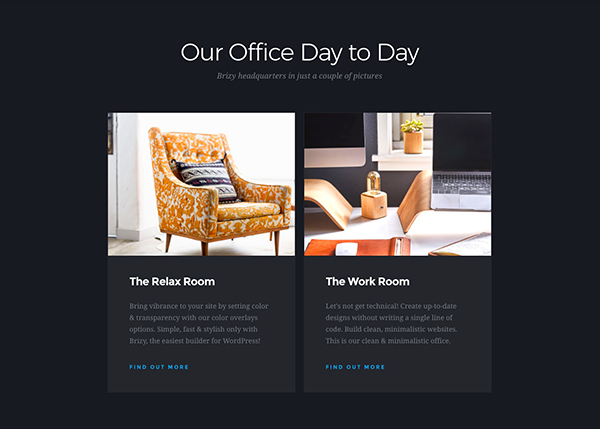 Our Office Day to Day
Brizy headquarters in just a couple of pictures
The Relax Room
Bring vibrance to your site by setting color
& transparency with our color overlays
options. Simple, fast & stylish only with
Brizy, the easiest builder for WordPress!
FIND OUT MORE
The Work Room
Let's not get technical! Create up-to-date
designs without writing a single line of
code. Build clean, minimalistic websites.
This is our clean & minimalistic office.
FIND OUT MORE